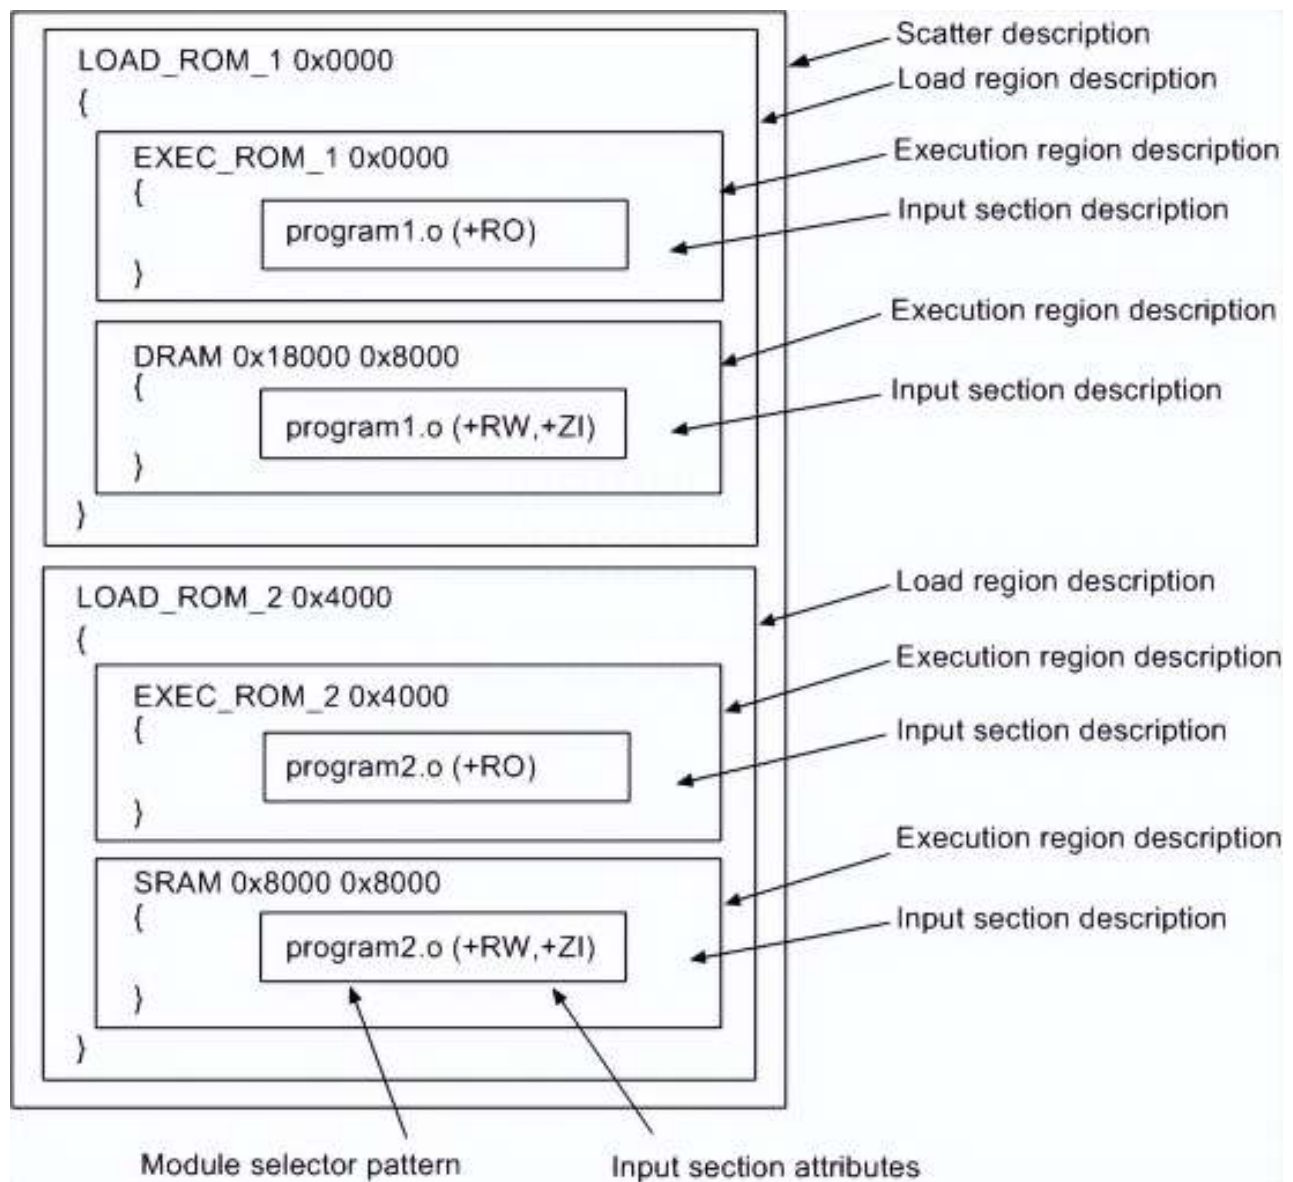 Scatter description
LOAD_ROM_1 0x0000
Load region description
{
EXEC_ROM_1 0x0000
Execution region description
{
program1.o (+RO)
Input section description
}
DRAM 0x18000 0x8000
Execution region description
{
program1.o (+RW,+ZI)
Input section description
}
}
LOAD_ROM_2 0x4000
Load region description
{
EXEC_ROM_2 0x4000
Execution region description
{
program2.o (+RO)
Input section description
}
SRAM 0x8000 0x8000
Execution region description
{
program2.o (+RW,+ZI)
Input section description
}
}
Module selector pattern
Input section attributes